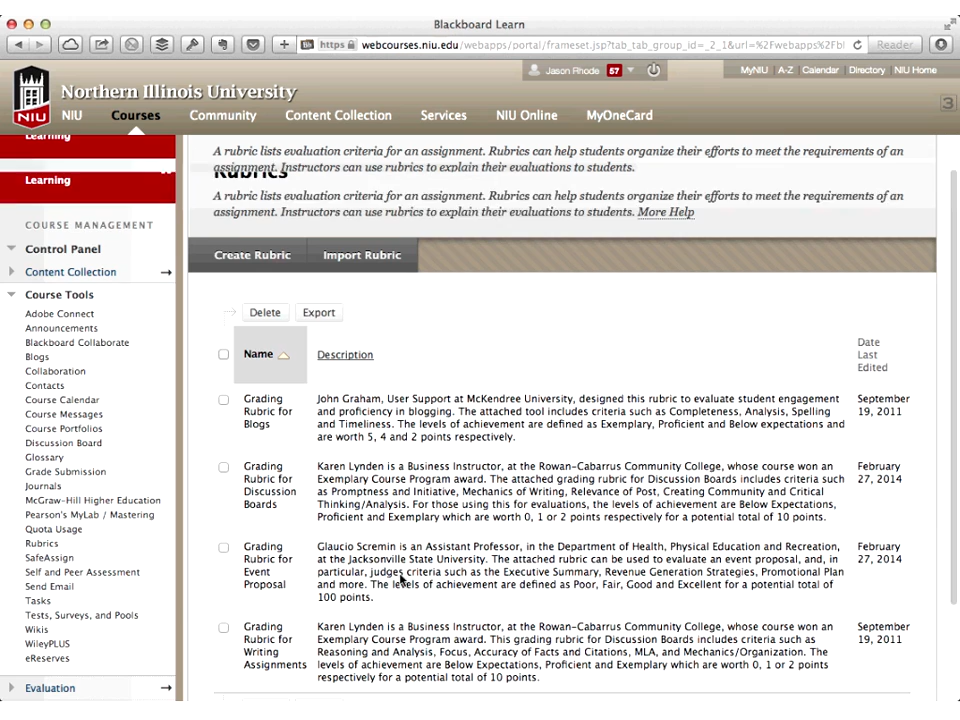 Blackboard Learn
https webcourses.niu.edu/webapps/portal/frameset.jsp?tab_tab_group_id=_2_1&url=%2Fwebapps%2Fbl
Reader
Jason Rhode 57
MyNIU A-Z Calendar Directory NIU Home
NIU
Northern Illinois University
3
NIU Courses Community Content Collection Services NIU Online MyOneCard
Learning
Learning
COURSE MANAGEMENT
Control Panel
Content Collection
Course Tools
Adobe Connect
Announcements
Blackboard Collaborate
Blogs
Collaboration
Contacts
Course Calendar
Course Messages
Course Portfolios
Discussion Board
Glossary
Grade Submission
Journals
McGraw-Hill Higher Education
Pearson's MyLab / Mastering
Quota Usage
Rubrics
SafeAssign
Self and Peer Assessment
Send Email
Tasks
Tests, Surveys, and Pools
Wikis
WileyPLUS
eReserves
Evaluation
A rubric lists evaluation criteria for an assignment. Rubrics can help students organize their efforts to meet the requirements of an
assignment. Instructors can use rubrics to explain their evaluations to students.
Rubrics
A rubric lists evaluation criteria for an assignment. Rubrics can help students organize their efforts to meet the requirements of an
assignment. Instructors can use rubrics to explain their evaluations to students. More Help
Create Rubric Import Rubric
Delete Export
Name
Description
Date
Last
Edited
Grading
Rubric for
Blogs
John Graham, User Support at McKendree University, designed this rubric to evaluate student engagement
and proficiency in blogging. The attached tool includes criteria such as Completeness, Analysis, Spelling
and Timeliness. The levels of achievement are defined as Exemplary, Proficient and Below expectations and
are worth 5, 4 and 2 points respectively.
September
19, 2011
Grading
Rubric for
Discussion
Boards
Karen Lynden is a Business Instructor, at the Rowan-Cabarrus Community College, whose course won an
Exemplary Course Program award. The attached grading rubric for Discussion Boards includes criteria such
as Promptness and Initiative, Mechanics of Writing, Relevance of Post, Creating Community and Critical
Thinking/Analysis. For those using this for evaluations, the levels of achievement are Below Expectations,
Proficient and Exemplary which are worth 0, 1 or 2 points respectively for a potential total of 10 points.
February
27, 2014
Grading
Rubric for
Event
Proposal
Glaucio Scremin is an Assistant Professor, in the Department of Health, Physical Education and Recreation,
at the Jacksonville State University. The attached rubric can be used to evaluate an event proposal, and, in
particular, judges criteria such as the Executive Summary, Revenue Generation Strategies, Promotional Plan
and more. The levels of achievement are defined as Poor, Fair, Good and Excellent for a potential total of
100 points.
February
27, 2014
Grading
Rubric for
Writing
Assignments
Karen Lynden is a Business Instructor, at the Rowan-Cabarrus Community College, whose course won an
Exemplary Course Program award. This grading rubric for Discussion Boards includes criteria such as
Reasoning and Analysis, Focus, Accuracy of Facts and Citations, MLA, and Mechanics/Organization. The
levels of achievement are Below Expectations, Proficient and Exemplary which are worth 0, 1 or 2 points
respectively for a potential total of 10 points.
September
19, 2011